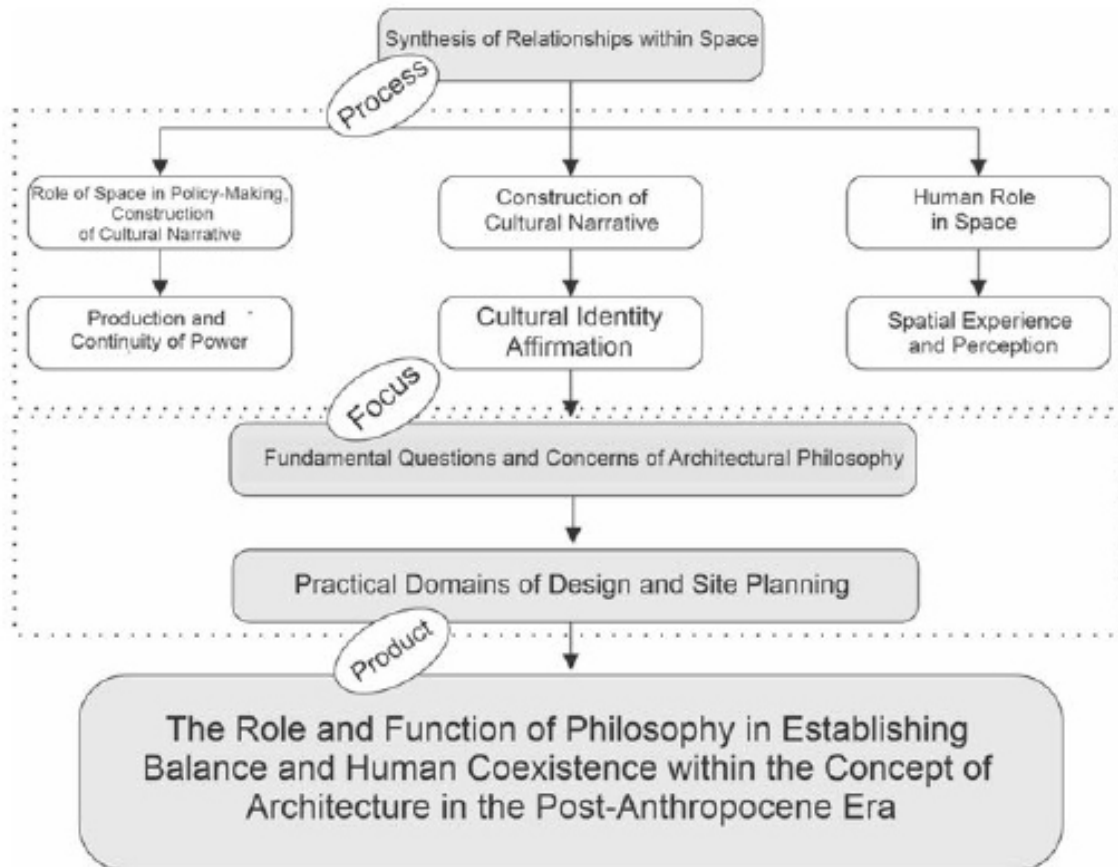 Synthesis of Relationships within Space
Process
Role of Space in Policy-Making,
Construction
of Cultural Narrative
Construction of
Cultural Narrative
Human Role
in Space
Production and
Continuity of Power
Cultural Identity
Affirmation
Spatial Experience
and Perception
Focus
Fundamental Questions and Concerns of Architectural Philosophy
Practical Domains of Design and Site Planning
Product
The Role and Function of Philosophy in Establishing
Balance and Human Coexistence within the Concept of
Architecture in the Post-Anthropocene Era